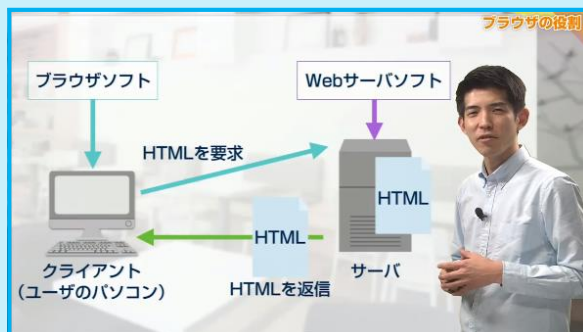 ブラウザの役割
ブラウザソフト
Webサーバソフト
HTMLを要求
HTML
HTML
クライアント
(ユーザのパソコン)
サーバ
HTMLを返信